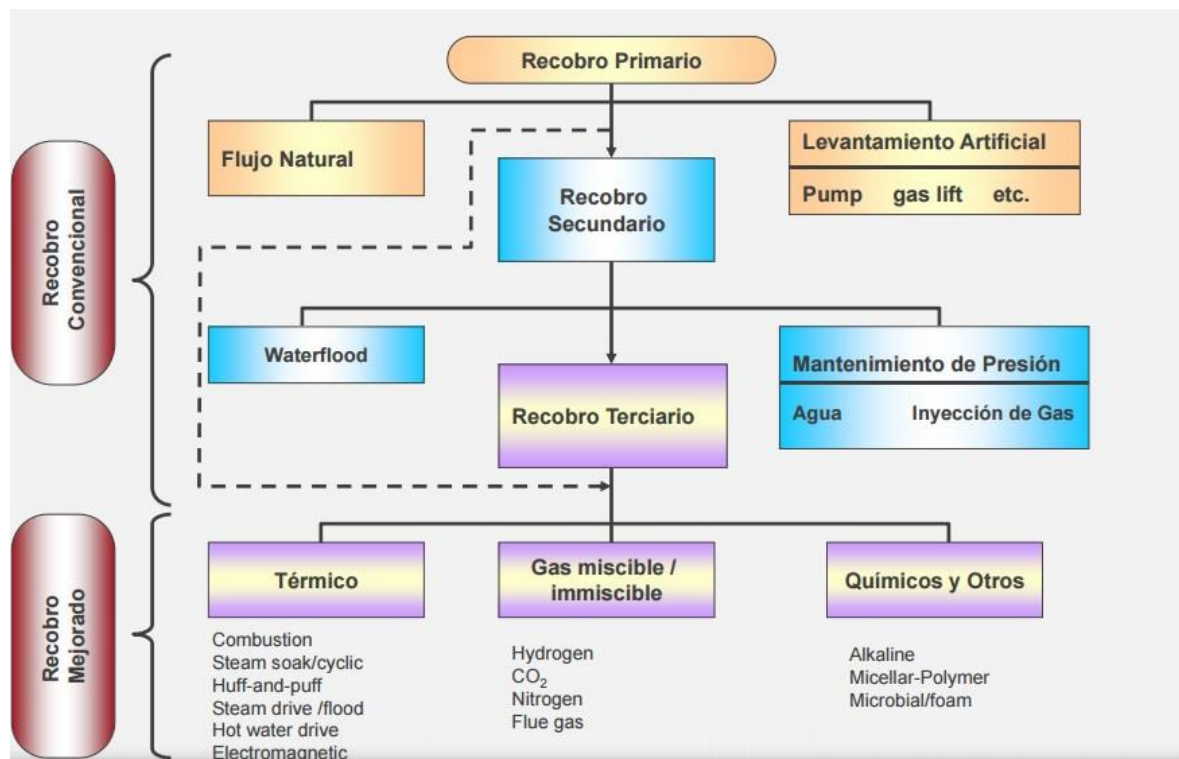 Recobro Primario
Flujo Natural
Levantamiento Artificial
Pump gas lift etc.
Recobro
Convencional
Recobro
Secundario
Waterflood
Mantenimiento de Presión
Agua Inyección de Gas
Recobro Terciario
Recobro
Mejorado
Térmico
Gas miscible /
immiscible
Químicos y Otros
Combustion
Steam soak/cyclic
Huff-and-puff
Steam drive /flood
Hot water drive
Electromagnetic
Hydrogen
CO₂
Nitrogen
Flue gas
Alkaline
Micellar-Polymer
Microbial/foam